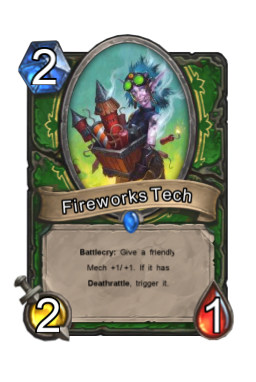 2
Fireworks Tech
Battlecry: Give a friendly
Mech +1/+1. If it has
Deathrattle, trigger it.
2
1